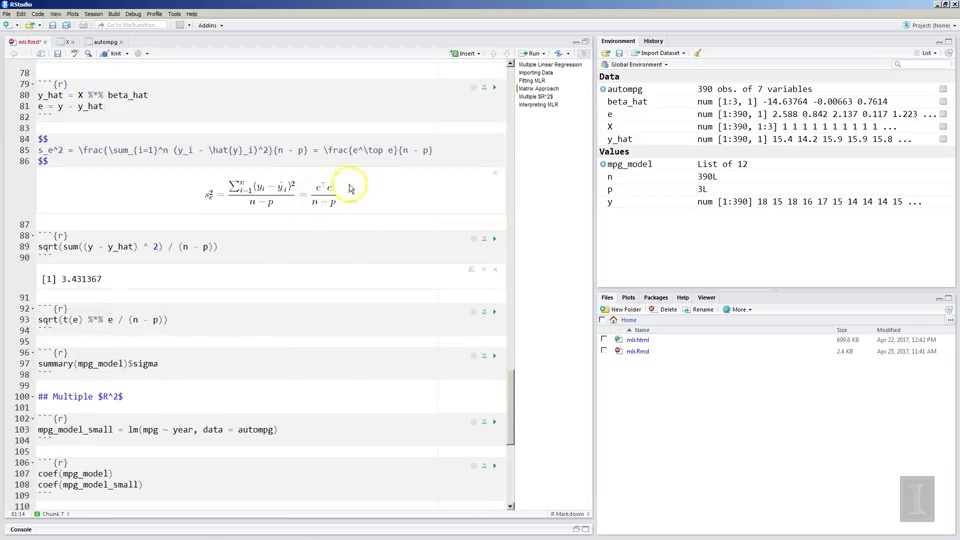 RStudio
File Edit Code View Plots Session Build Debug Profile Tools Help
Go to file/function
Addins
Project: (None)
mlr.Rmd* × X × autompg ×
Knit
Insert
Run
78
79 ```{r}
80 y_hat = X %*% beta_hat
81 e = y - y_hat
82 ```
83
84 $$
85 s_e^2 = \frac{\sum_{i=1}^n (y_i - \hat{y}_i)^2}{n - p} = \frac{e^\top e}{n - p}
86 $$
s²ₑ = ∑ⁿᵢ₌₁(yᵢ − ŷᵢ)² / n − p = e⊤e / n − p
87
88 ```{r}
89 sqrt(sum((y - y_hat) ^ 2) / (n - p))
90 ```
[1] 3.431367
91
92 ```{r}
93 sqrt(t(e) %*% e / (n - p))
94 ```
95
96 ```{r}
97 summary(mpg_model)$sigma
98 ```
99
100 ## Multiple $R^2$
101
102 ```{r}
103 mpg_model_small = lm(mpg ~ year, data = autompg)
104 ```
105
106 ```{r}
107 coef(mpg_model)
108 coef(mpg_model_small)
109 ```
110
81:14 Chunk 7 R Markdown
Console
Multiple Linear Regression
Importing Data
Fitting MLR
Matrix Approach
Multiple $R^2$
Interpreting MLR
Environment History
Import Dataset
List
Global Environment
Data
autompg 390 obs. of 7 variables
beta_hat num [1:3, 1] -14.63764 -0.00663 0.7614
e num [1:390, 1] 2.588 0.842 2.137 0.117 1.223 ...
X num [1:390, 1:3] 1 1 1 1 1 1 1 1 1 1 ...
y_hat num [1:390, 1] 15.4 14.2 15.9 15.9 15.8 ...
Values
mpg_model List of 12
n 390L
p 3L
y num [1:390] 18 15 18 16 17 15 14 14 14 15 ...
Files Plots Packages Help Viewer
New Folder Delete Rename More
Home
Name Size Modified
mlr.html 699.6 KB Apr 22, 2017, 12:42 PM
mlr.Rmd 2.4 KB Apr 25, 2017, 11:41 AM
I